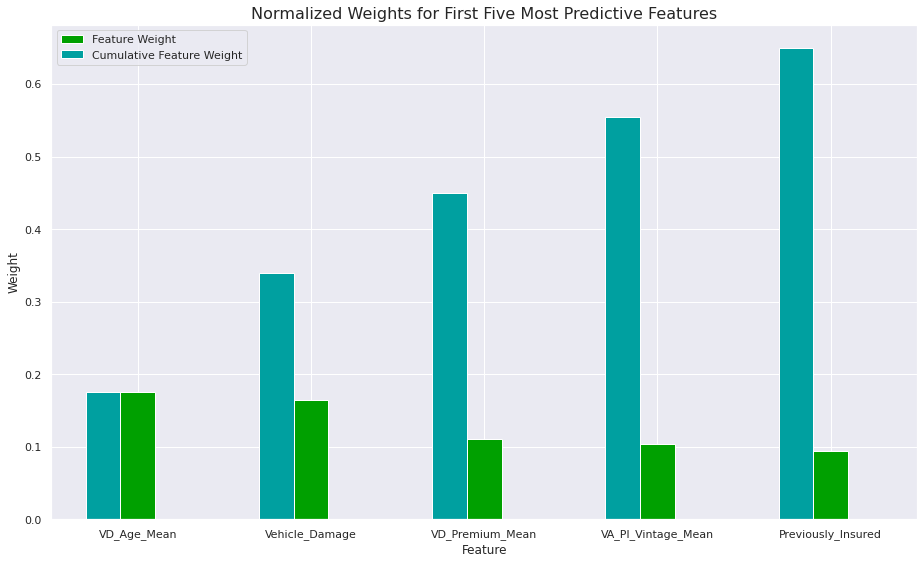 Normalized Weights for First Five Most Predictive Features
Feature Weight
Cumulative Feature Weight
0.6
0.5
0.4
0.3
0.2
0.1
0.0
Weight
VD_Age_Mean
Vehicle_Damage
VD_Premium_Mean
VA_PI_Vintage_Mean
Previously_Insured
Feature